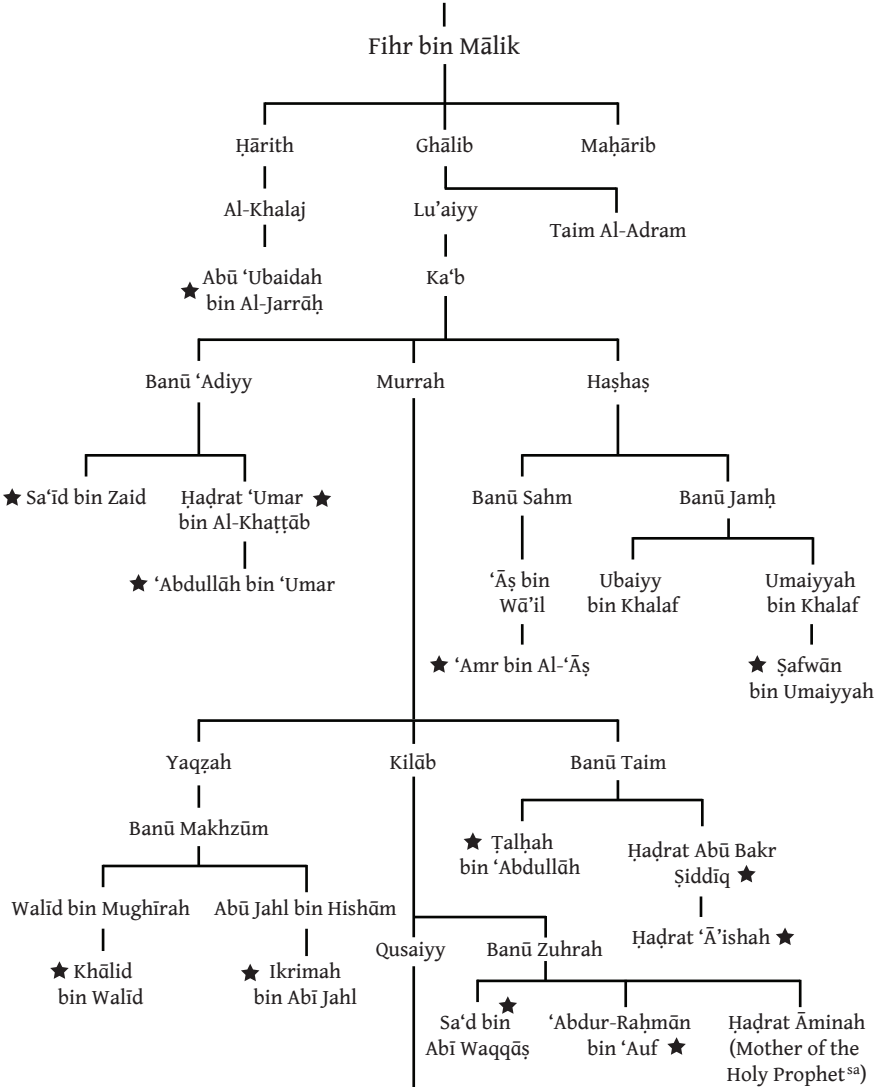 Fihr bin Mālik
Ḥārith
Ghālib
Maḥārib
Al-Khalaj
Lu’aiyy
Taim Al-Adram
Abū ‘Ubaidah
bin Al-Jarrāḥ
Ka‘b
Banū ‘Adiyy
Murrah
Haṣhaṣ
Sa‘īd bin Zaid
Ḥaḍrat ‘Umar
bin Al-Khaṭṭāb
Banū Sahm
Banū Jamḥ
‘Abdullāh bin ‘Umar
‘Āṣ bin
Wā’il
Ubaiyy
bin Khalaf
Umaiyyah
bin Khalaf
‘Amr bin Al-‘Āṣ
Ṣafwān
bin Umaiyyah
Yaqẓah
Kilāb
Banū Taim
Banū Makhzūm
Ṭalḥah
bin ‘Abdullāh
Ḥaḍrat Abū Bakr
Ṣiddīq
Walīd bin Mughīrah
Abū Jahl bin Hishām
Ḥaḍrat ‘Ā’ishah
Qusaiyy
Banū Zuhrah
Khālid
bin Walīd
Ikrimah
bin Abī Jahl
Sa‘d bin
Abī Waqqāṣ
‘Abdur-Raḥmān
bin ‘Auf
Ḥaḍrat Āminah
(Mother of the
Holy Prophetsa)